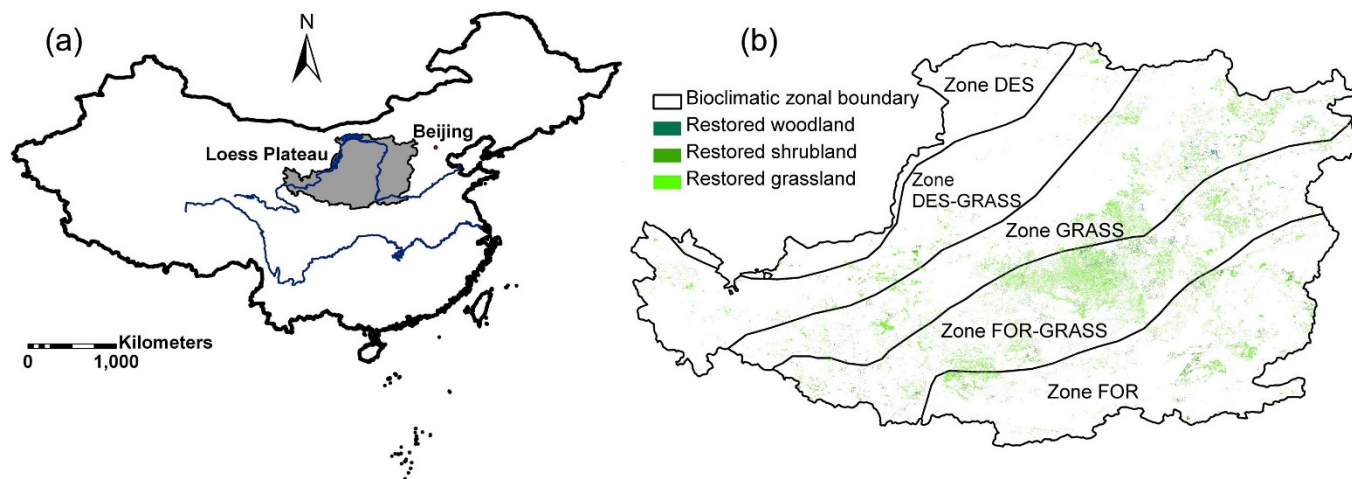 (a)
N
Beijing
Loess Plateau
Kilometers
0 1,000
(b)
Bioclimatic zonal boundary
Restored woodland
Restored shrubland
Restored grassland
Zone DES
Zone
DES-GRASS
Zone GRASS
Zone FOR-GRASS
Zone FOR